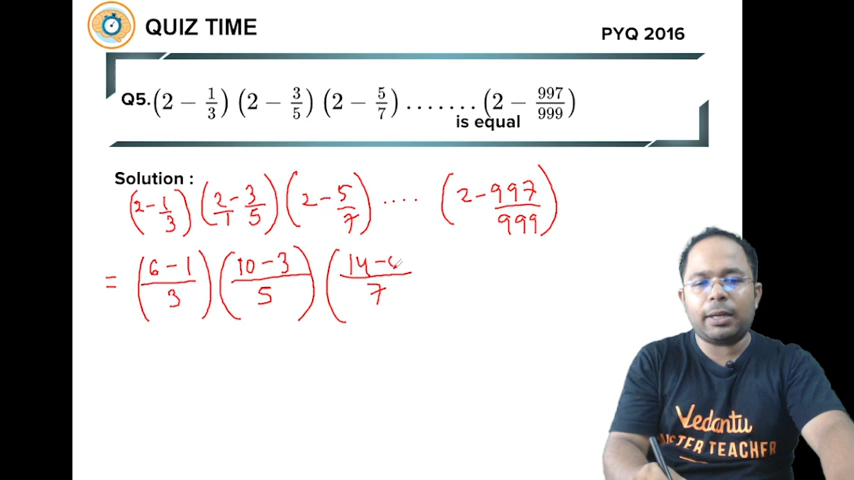 QUIZ TIME
PYQ 2016
Q5. (2 − 1/3) (2 − 3/5) (2 − 5/7) ....... (2 − 997/999)
is equal
Solution :
(2 − 1/3) (2/1 − 3/5) (2 − 5/7) .... (2 − 997/999)
= ((6 − 1)/3) ((10 − 3)/5) ((14 −)/7
Vedantu
TEACHER